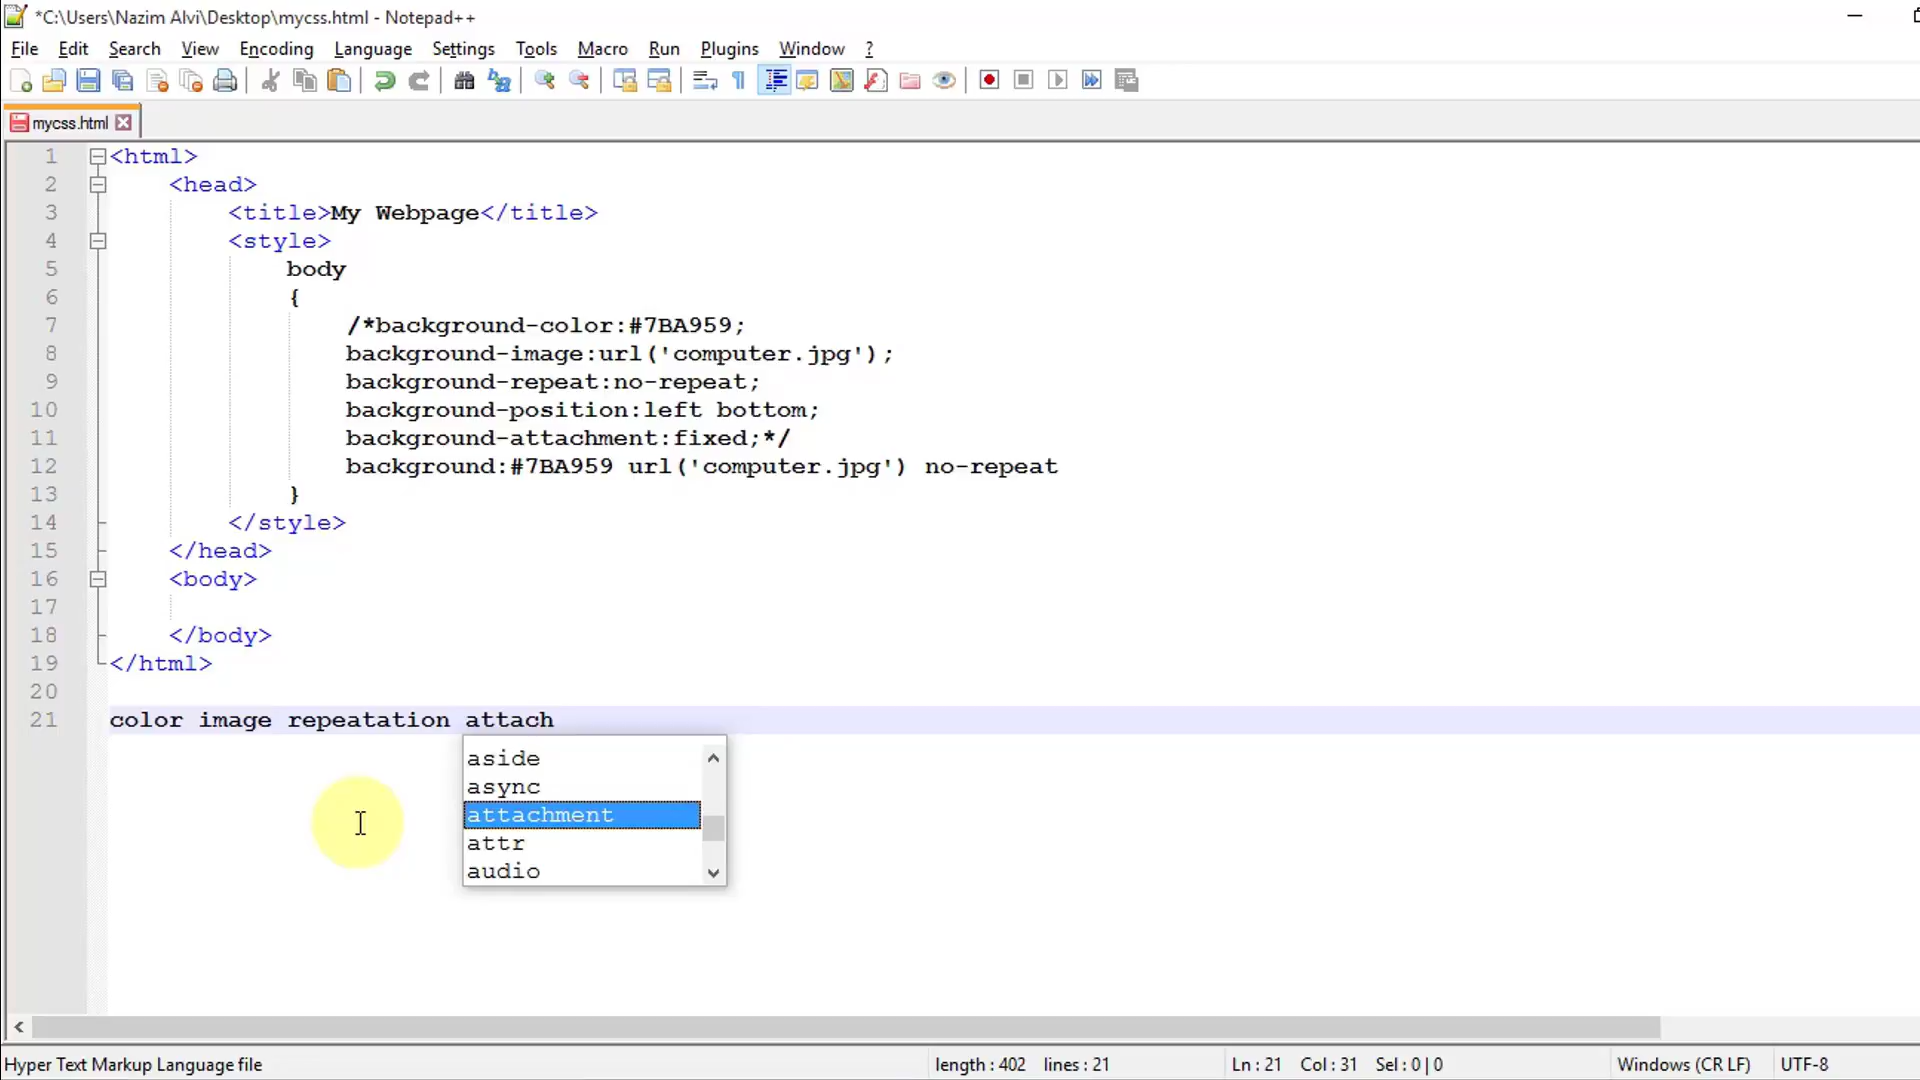 *C:\Users\Nazim Alvi\Desktop\mycss.html - Notepad++
File Edit Search View Encoding Language Settings Tools Macro Run Plugins Window ?
mycss.html
1 <html>
2 <head>
3 <title>My Webpage</title>
4 <style>
5 body
6 {
7 /*background-color:#7BA959;
8 background-image:url('computer.jpg');
9 background-repeat:no-repeat;
10 background-position:left bottom;
11 background-attachment:fixed;*/
12 background:#7BA959 url('computer.jpg') no-repeat
13 }
14 </style>
15 </head>
16 <body>
17
18 </body>
19 </html>
20
21 color image repeatation attach
aside
async
attachment
attr
audio
Hyper Text Markup Language file length : 402 lines : 21 Ln : 21 Col : 31 Sel : 0 | 0 Windows (CR LF) UTF-8